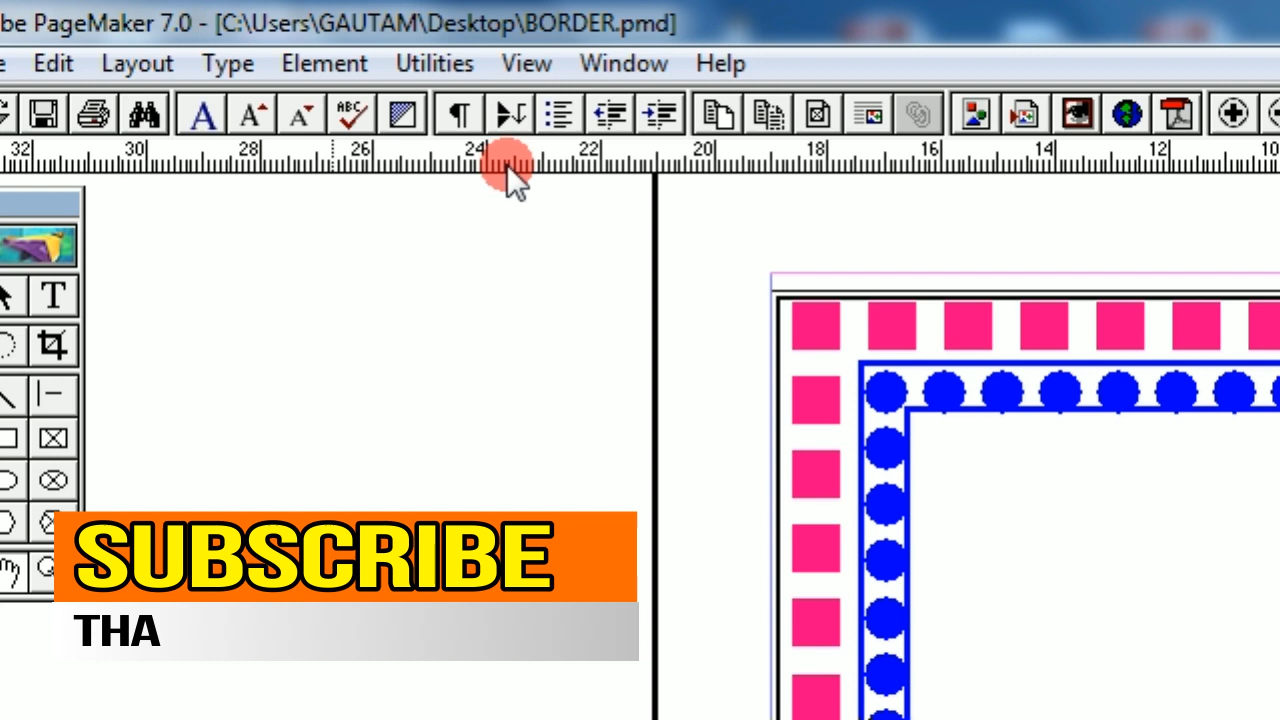 be PageMaker 7.0 - [C:\Users\GAUTAM\Desktop\BORDER.pmd]
e Edit Layout Type Element Utilities View Window Help
A A A ABC ¶
32 30 28 26 24 22 20 18 16 14 12 10
T
SUBSCRIBE
THA